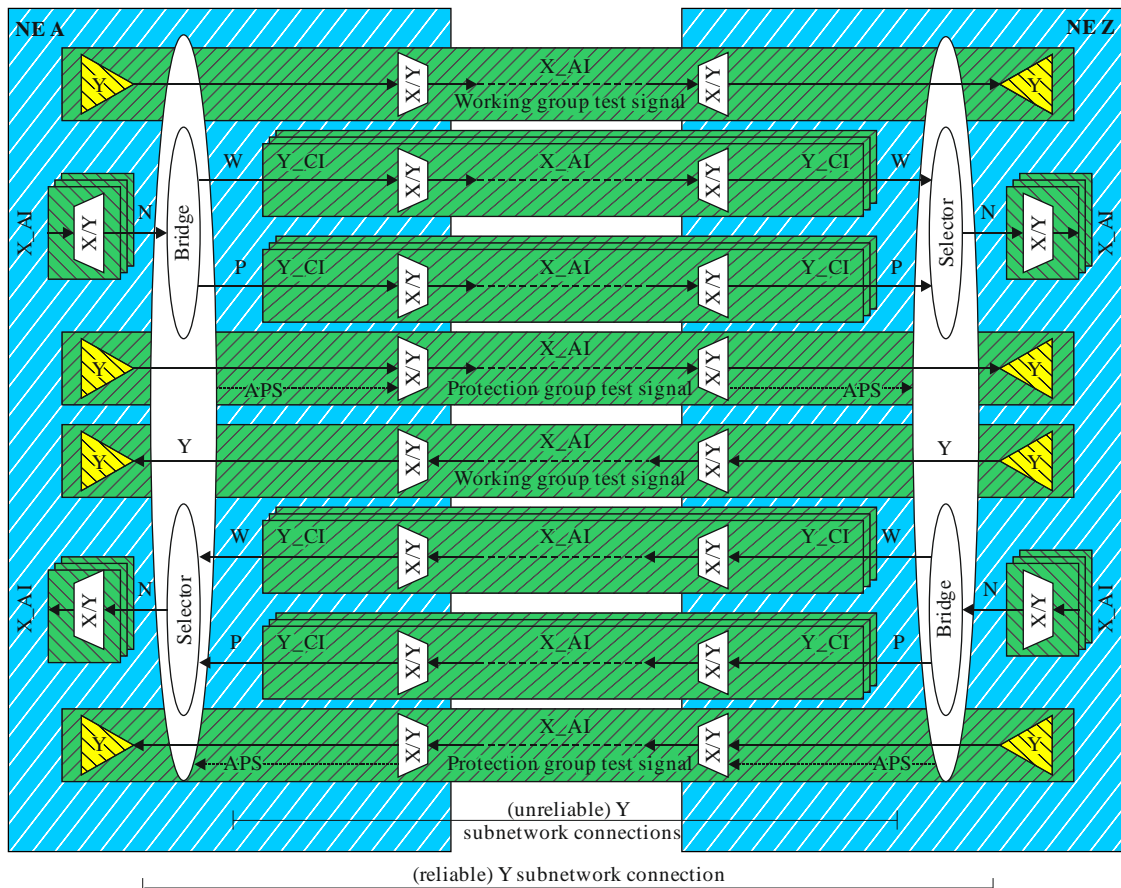 NE A
NE Z
Y
X/Y
X_AI
X/Y
Y
Working group test signal
W
Y_CI
X/Y
X_AI
X/Y
Y_CI
W
X_AI
X/Y
N
Bridge
Selector
N
X/Y
X_AI
P
Y_CI
X/Y
X_AI
X/Y
Y_CI
P
Y
X/Y
X_AI
X/Y
Y
APS
Protection group test signal
APS
Y
Y
X/Y
X_AI
X/Y
Y
Y
Working group test signal
W
Y_CI
X/Y
X_AI
X/Y
Y_CI
W
X_AI
X/Y
N
Selector
Bridge
N
X/Y
X_AI
P
Y_CI
X/Y
X_AI
X/Y
Y_CI
P
Y
X/Y
X_AI
X/Y
Y
APS
Protection group test signal
APS
(unreliable) Y
subnetwork connections
(reliable) Y subnetwork connection